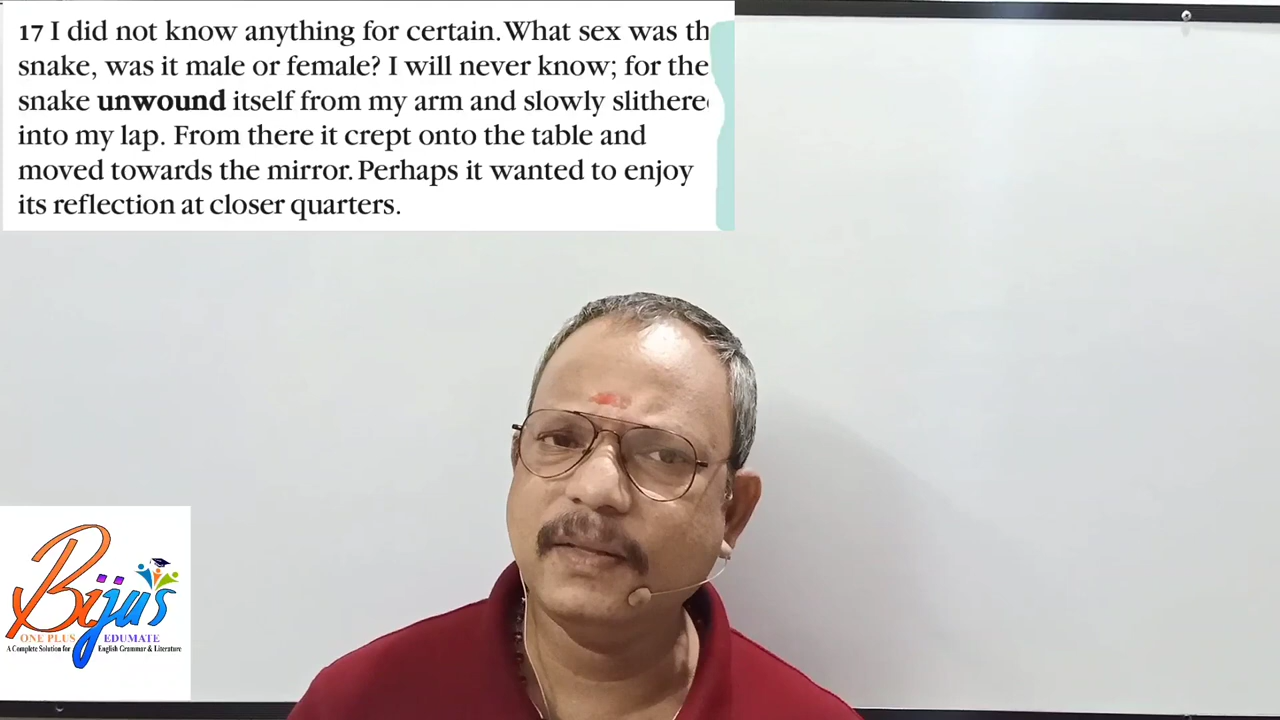 17 I did not know anything for certain. What sex was th
snake, was it male or female? I will never know; for the
snake unwound itself from my arm and slowly slithere
into my lap. From there it crept onto the table and
moved towards the mirror. Perhaps it wanted to enjoy
its reflection at closer quarters.
Biju's
ONE PLUS EDUMATE
A Complete Solution for English Grammar & Literature